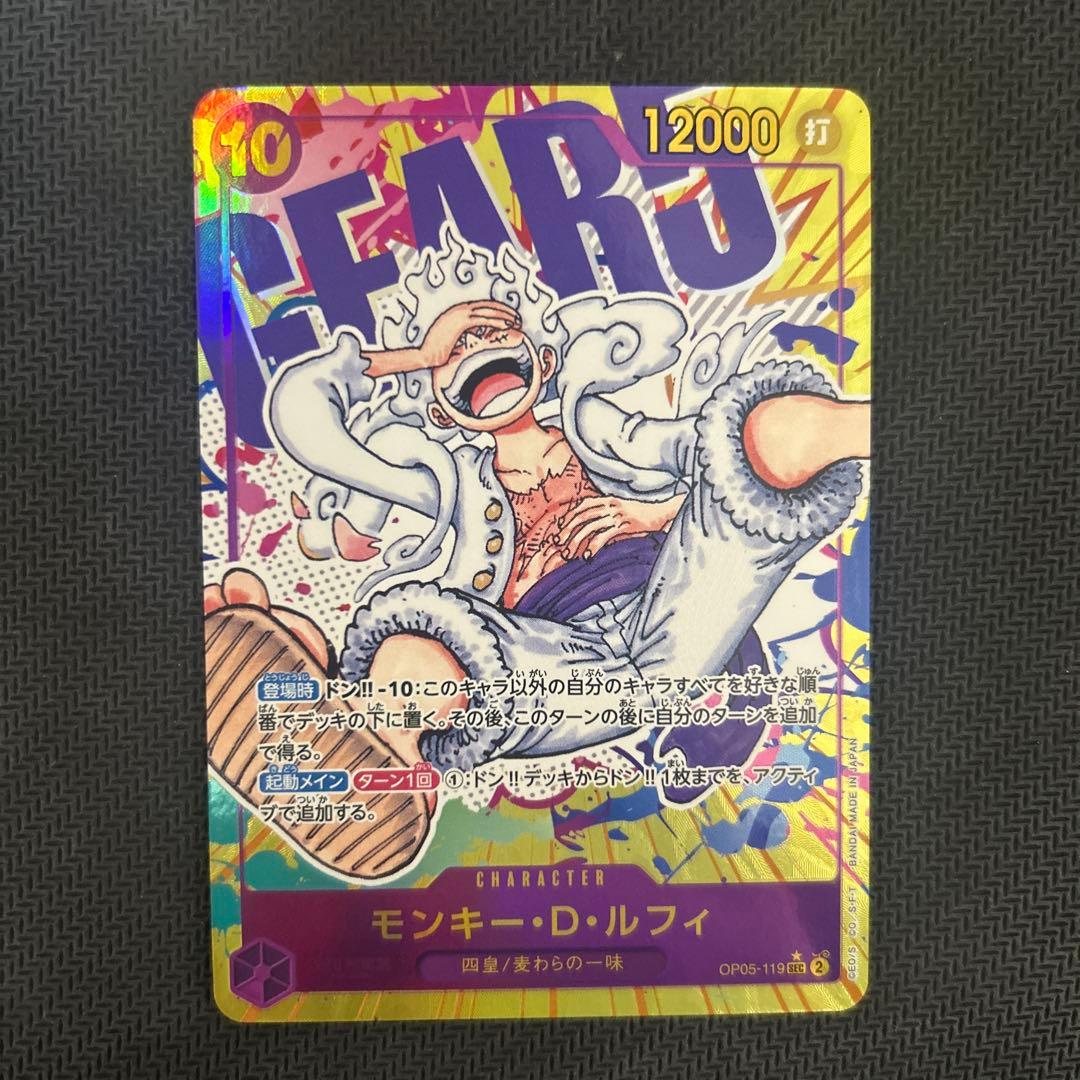 10
12000 打
GEAR5
登場時 ドン!! -10:このキャラ以外の自分のキャラすべてを好きな順
番でデッキの下に置く。その後、このターンの後に自分のターンを追加
で得る。
起動メイン ターン1回 ①:ドン!!デッキからドン!!1枚までを、アクティ
ブで追加する。
CHARACTER
モンキー・D・ルフィ
四皇/麦わらの一味
OP05-119 SEC 2
©EO/S. CO/ S・F・T BANDAI MADE IN JAPAN